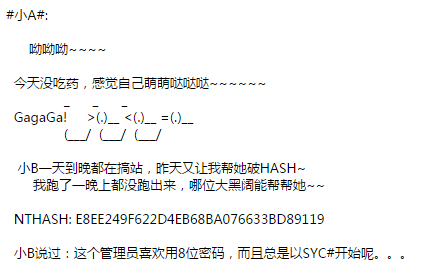 #小A#:
呦呦呦~~~~
今天没吃药，感觉自己萌萌哒哒哒~~~~~~
_ _ _
GagaGa! >(.)__ <(.)__ =(.)__
(___/ (___/ (___/
小B一天到晚都在搞站，昨天又让我帮她破HASH~
我跑了一晚上都没跑出来，哪位大黑阔能帮帮她~~
NTHASH: E8EE249F622D4EB68BA076633BD89119
小B说过：这个管理员喜欢用8位密码，而且总是以SYC#开始呢。。。